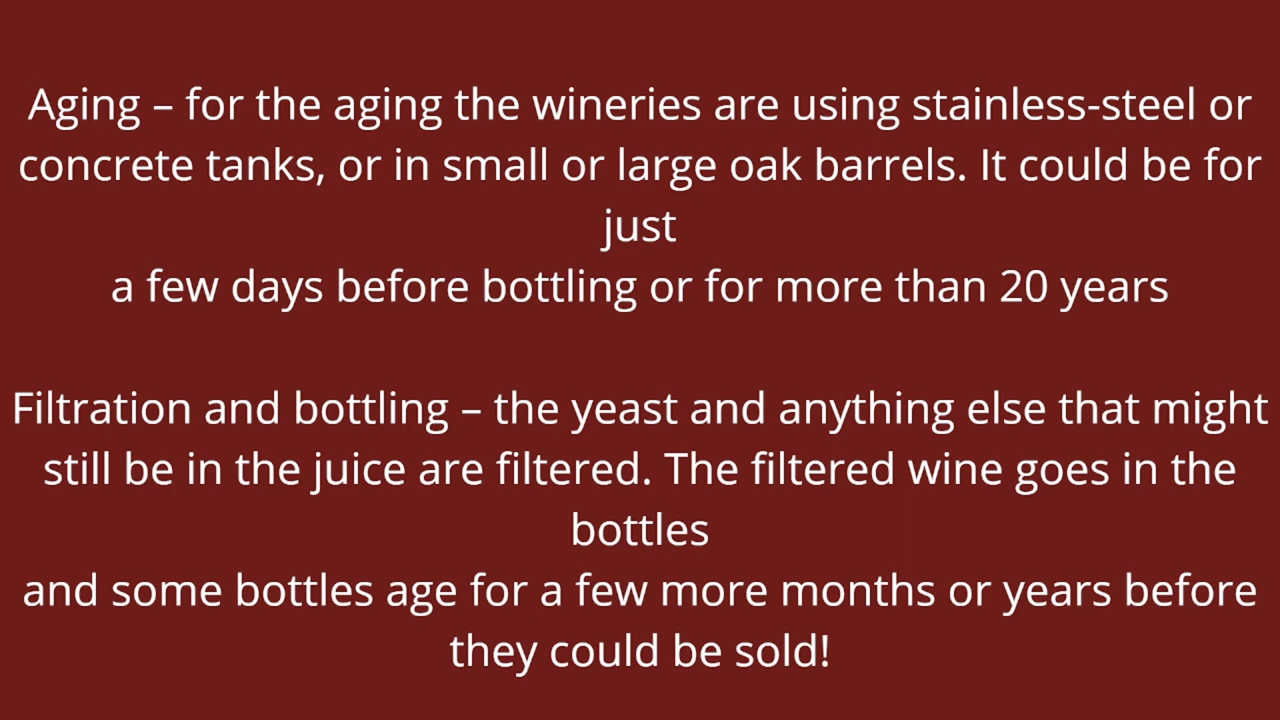 Aging – for the aging the wineries are using stainless-steel or
concrete tanks, or in small or large oak barrels. It could be for
just
a few days before bottling or for more than 20 years
Filtration and bottling – the yeast and anything else that might
still be in the juice are filtered. The filtered wine goes in the
bottles
and some bottles age for a few more months or years before
they could be sold!